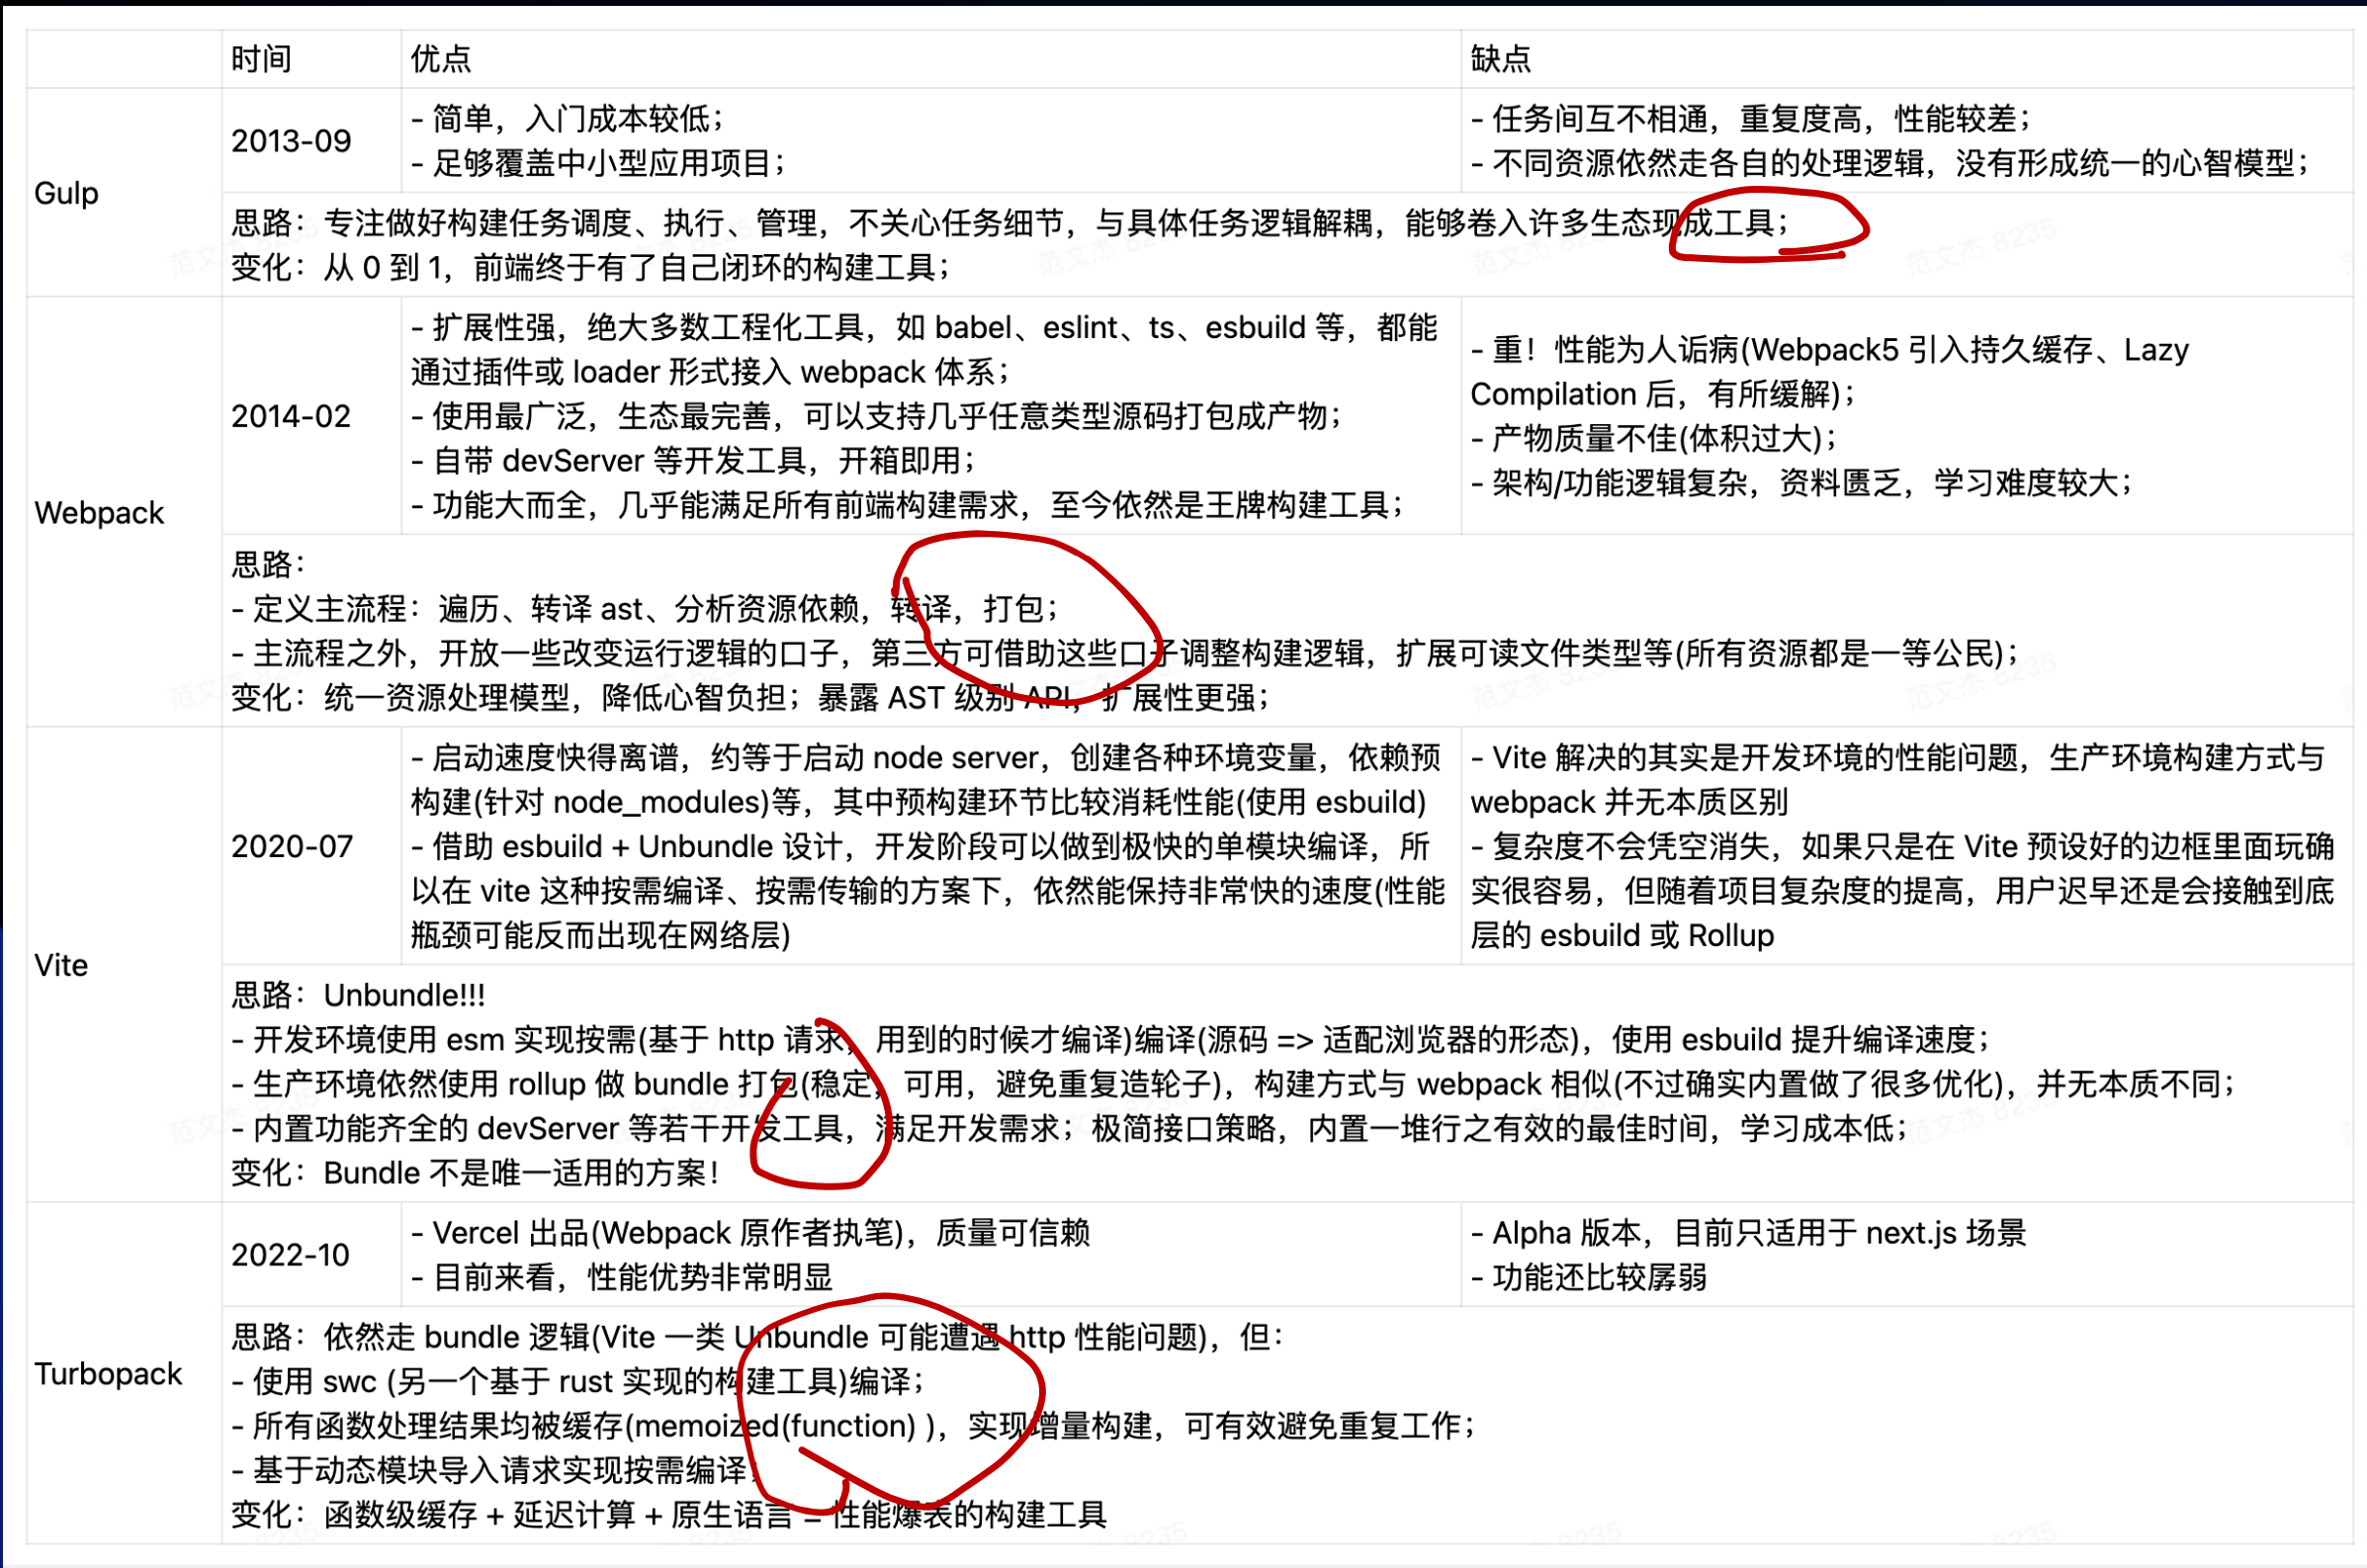 时间 优点 缺点
Gulp
2013-09
- 简单，入门成本较低；
- 足够覆盖中小型应用项目；
- 任务间互不相通，重复度高，性能较差；
- 不同资源依然走各自的处理逻辑，没有形成统一的心智模型；
思路：专注做好构建任务调度、执行、管理，不关心任务细节，与具体任务逻辑解耦，能够卷入许多生态现成工具；
变化：从 0 到 1，前端终于有了自己闭环的构建工具；
Webpack
2014-02
- 扩展性强，绝大多数工程化工具，如 babel、eslint、ts、esbuild 等，都能
通过插件或 loader 形式接入 webpack 体系；
- 使用最广泛，生态最完善，可以支持几乎任意类型源码打包成产物；
- 自带 devServer 等开发工具，开箱即用；
- 功能大而全，几乎能满足所有前端构建需求，至今依然是王牌构建工具；
- 重！性能为人诟病(Webpack5 引入持久缓存、Lazy
Compilation 后，有所缓解)；
- 产物质量不佳(体积过大)；
- 架构/功能逻辑复杂，资料匮乏，学习难度较大；
思路：
- 定义主流程：遍历、转译 ast、分析资源依赖，转译，打包；
- 主流程之外，开放一些改变运行逻辑的口子，第三方可借助这些口子调整构建逻辑，扩展可读文件类型等(所有资源都是一等公民)；
变化：统一资源处理模型，降低心智负担；暴露 AST 级别 API，扩展性更强；
Vite
2020-07
- 启动速度快得离谱，约等于启动 node server，创建各种环境变量，依赖预
构建(针对 node_modules)等，其中预构建环节比较消耗性能(使用 esbuild)
- 借助 esbuild + Unbundle 设计，开发阶段可以做到极快的单模块编译，所
以在 vite 这种按需编译、按需传输的方案下，依然能保持非常快的速度(性能
瓶颈可能反而出现在网络层)
- Vite 解决的其实是开发环境的性能问题，生产环境构建方式与
webpack 并无本质区别
- 复杂度不会凭空消失，如果只是在 Vite 预设好的边框里面玩确
实很容易，但随着项目复杂度的提高，用户迟早还是会接触到底
层的 esbuild 或 Rollup
思路：Unbundle!!!
- 开发环境使用 esm 实现按需(基于 http 请求，用到的时候才编译)编译(源码 => 适配浏览器的形态)，使用 esbuild 提升编译速度；
- 生产环境依然使用 rollup 做 bundle 打包(稳定，可用，避免重复造轮子)，构建方式与 webpack 相似(不过确实内置做了很多优化)，并无本质不同；
- 内置功能齐全的 devServer 等若干开发工具，满足开发需求；极简接口策略，内置一堆行之有效的最佳时间，学习成本低；
变化：Bundle 不是唯一适用的方案！
Turbopack
2022-10
- Vercel 出品(Webpack 原作者执笔)，质量可信赖
- 目前来看，性能优势非常明显
- Alpha 版本，目前只适用于 next.js 场景
- 功能还比较孱弱
思路：依然走 bundle 逻辑(Vite 一类 Unbundle 可能遭遇 http 性能问题)，但：
- 使用 swc (另一个基于 rust 实现的构建工具)编译；
- 所有函数处理结果均被缓存(memoized(function) )，实现增量构建，可有效避免重复工作；
- 基于动态模块导入请求实现按需编译；
变化：函数级缓存 + 延迟计算 + 原生语言 = 性能爆表的构建工具
范文杰 8235